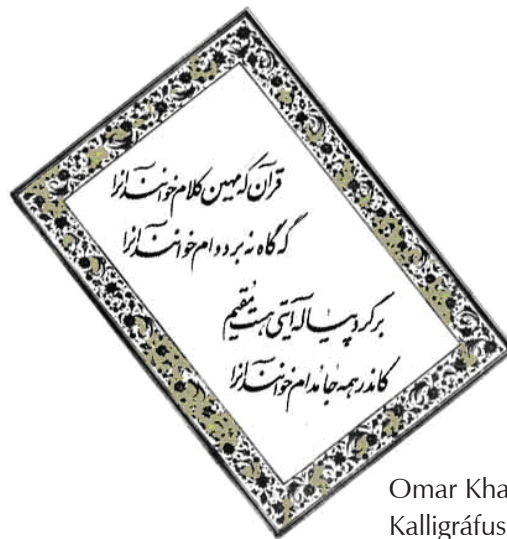 قرآن که مهین کلام خوانند آنرا
گه گاه نه بر دوام خوانند آنرا
بر گرد پیاله آیتی هست مقیم
کاندر همه جا مدام خوانند آنرا
Omar Kha
Kalligráfus